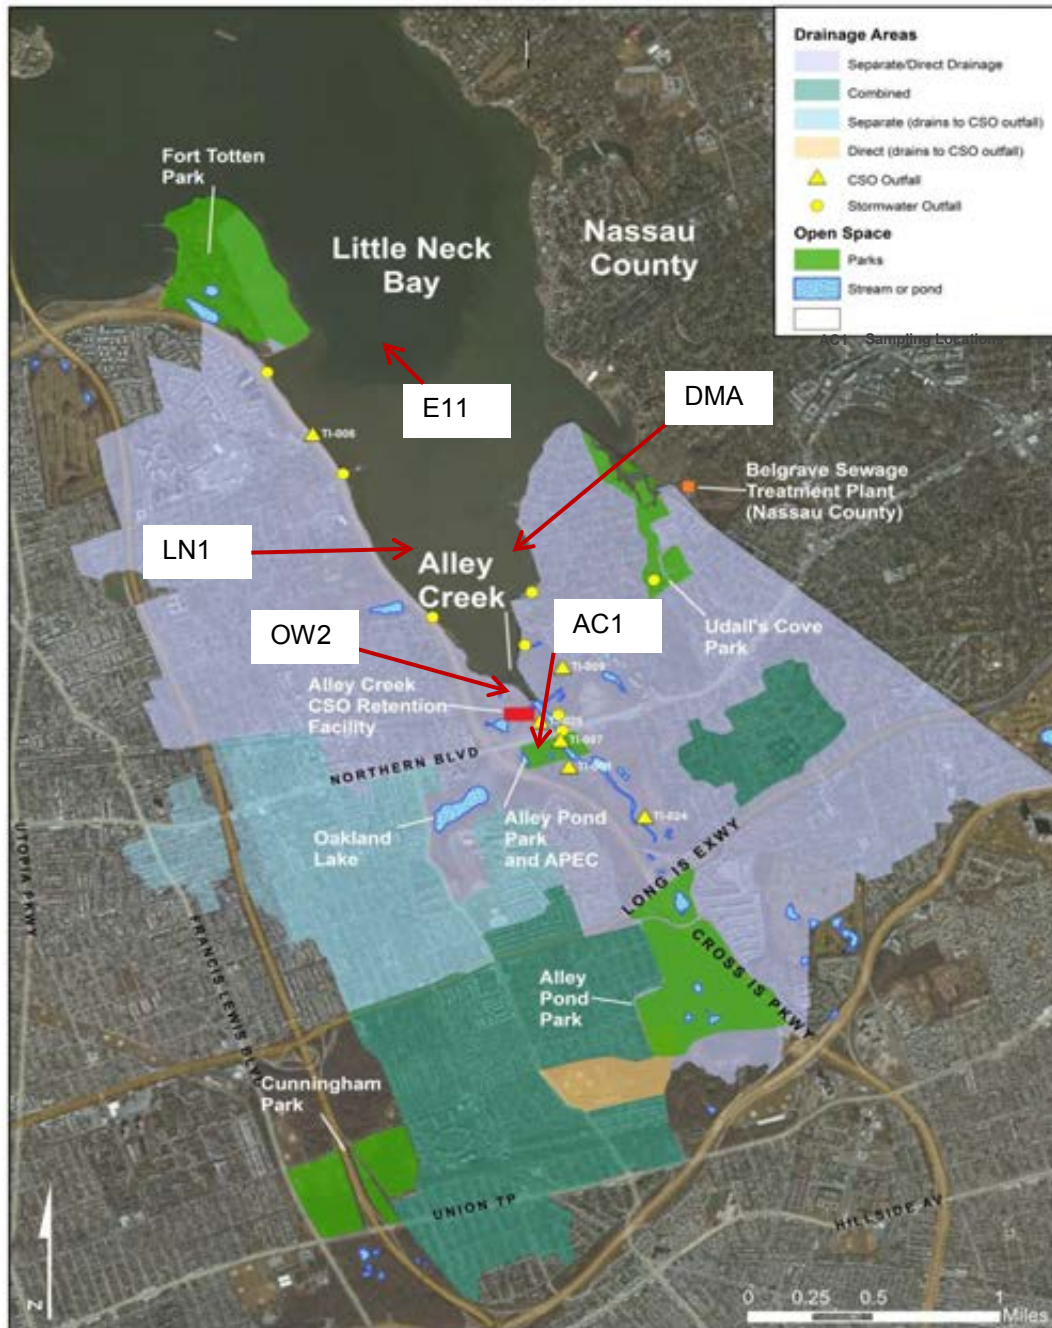 Drainage Areas
Separate/Direct Drainage
Combined
Separate (drains to CSO outfall)
Direct (drains to CSO outfall)
CSO Outfall
Stormwater Outfall
Open Space
Parks
Stream or pond
AC1 Sampling Locations
Fort Totten
Park
Little Neck
Bay
Nassau
County
E11
DMA
TI-006
Belgrave Sewage
Treatment Plant
(Nassau County)
LN1
Alley
Creek
OW2
AC1
Udall's Cove
Park
TI-009
Alley Creek
CSO Retention
Facility
TI-025
TI-007
NORTHERN BLVD
TI-024
Oakland
Lake
Alley Pond
Park
and APEC
LONG IS EXWY
UTOPIA PKWY
FRANCIS LEWIS BLVD
CROSS IS PKWY
Alley
Pond
Park
Cunningham
Park
UNION TP
HILLSIDE AV
N
0 0.25 0.5 1
Miles